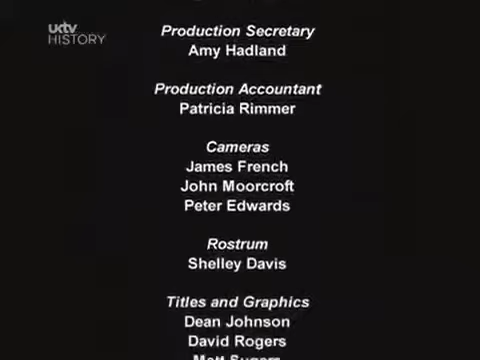 uktv
HISTORY
Production Secretary
Amy Hadland
Production Accountant
Patricia Rimmer
Cameras
James French
John Moorcroft
Peter Edwards
Rostrum
Shelley Davis
Titles and Graphics
Dean Johnson
David Rogers